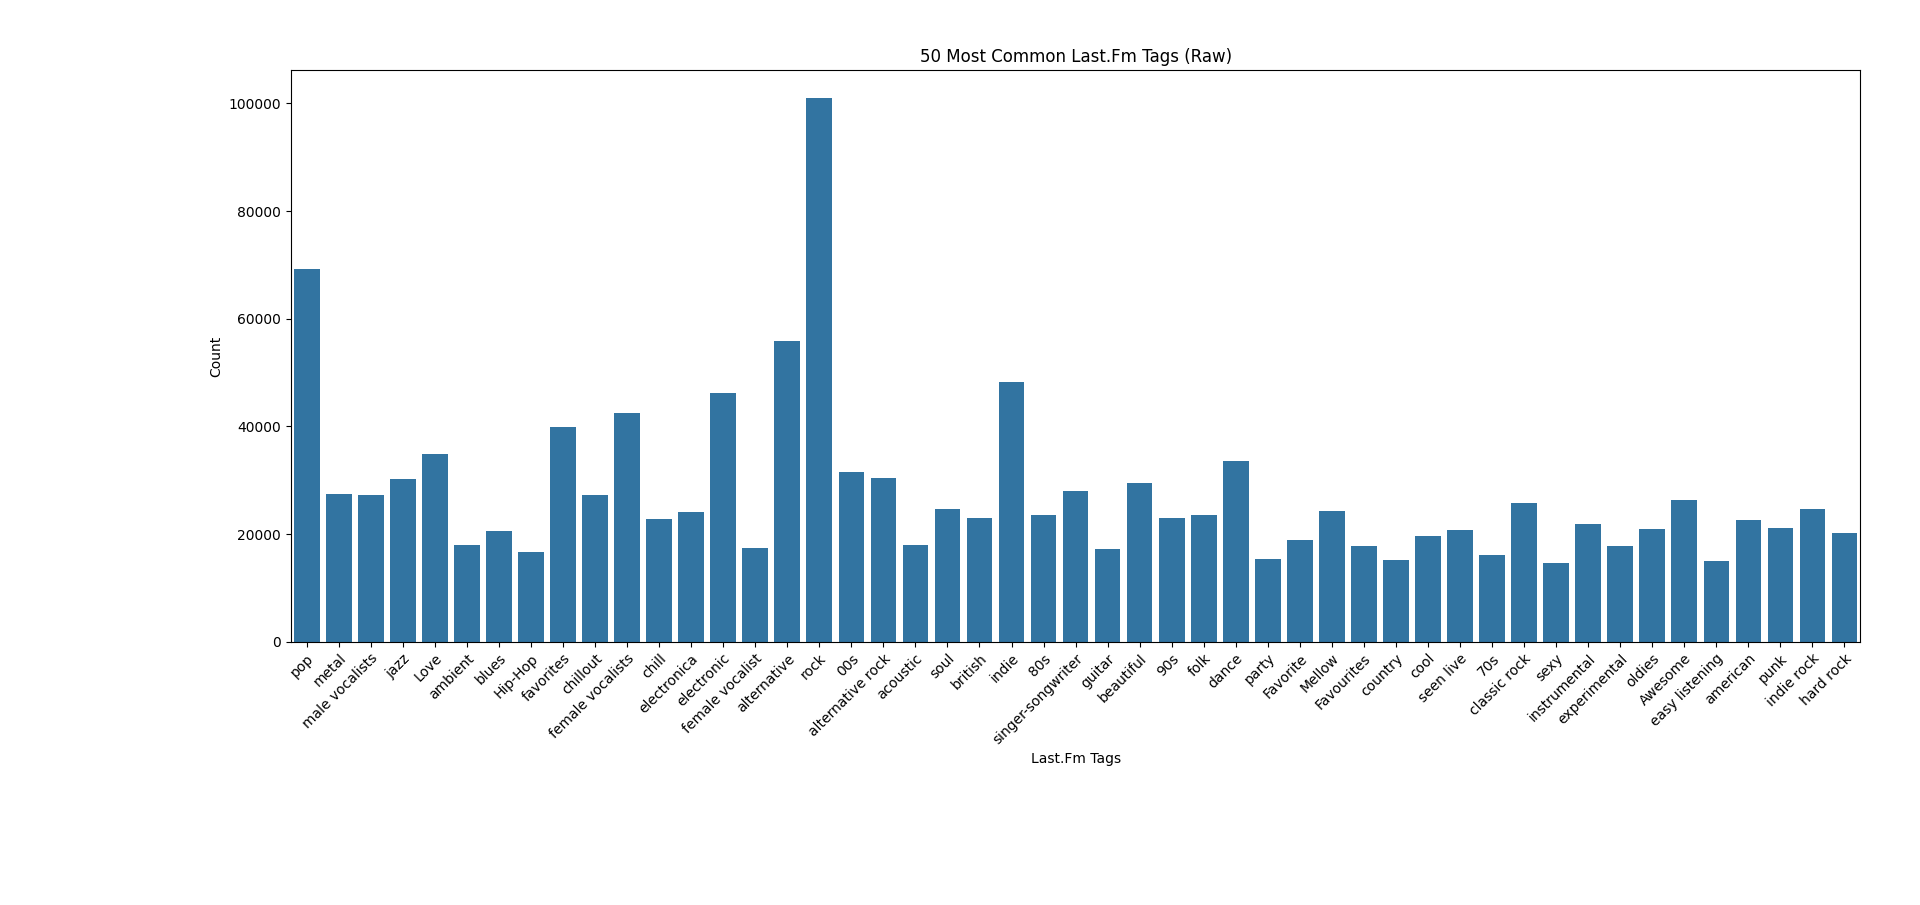 50 Most Common Last.Fm Tags (Raw)
100000
80000
60000
40000
20000
0
Count
pop
metal
male vocalists
jazz
Love
ambient
blues
Hip-Hop
favorites
chillout
female vocalists
chill
electronica
electronic
female vocalist
alternative
rock
00s
alternative rock
acoustic
soul
british
indie
80s
singer-songwriter
guitar
beautiful
90s
folk
dance
party
Favorite
Mellow
Favourites
country
cool
seen live
70s
classic rock
sexy
instrumental
experimental
oldies
Awesome
easy listening
american
punk
indie rock
hard rock
Last.Fm Tags